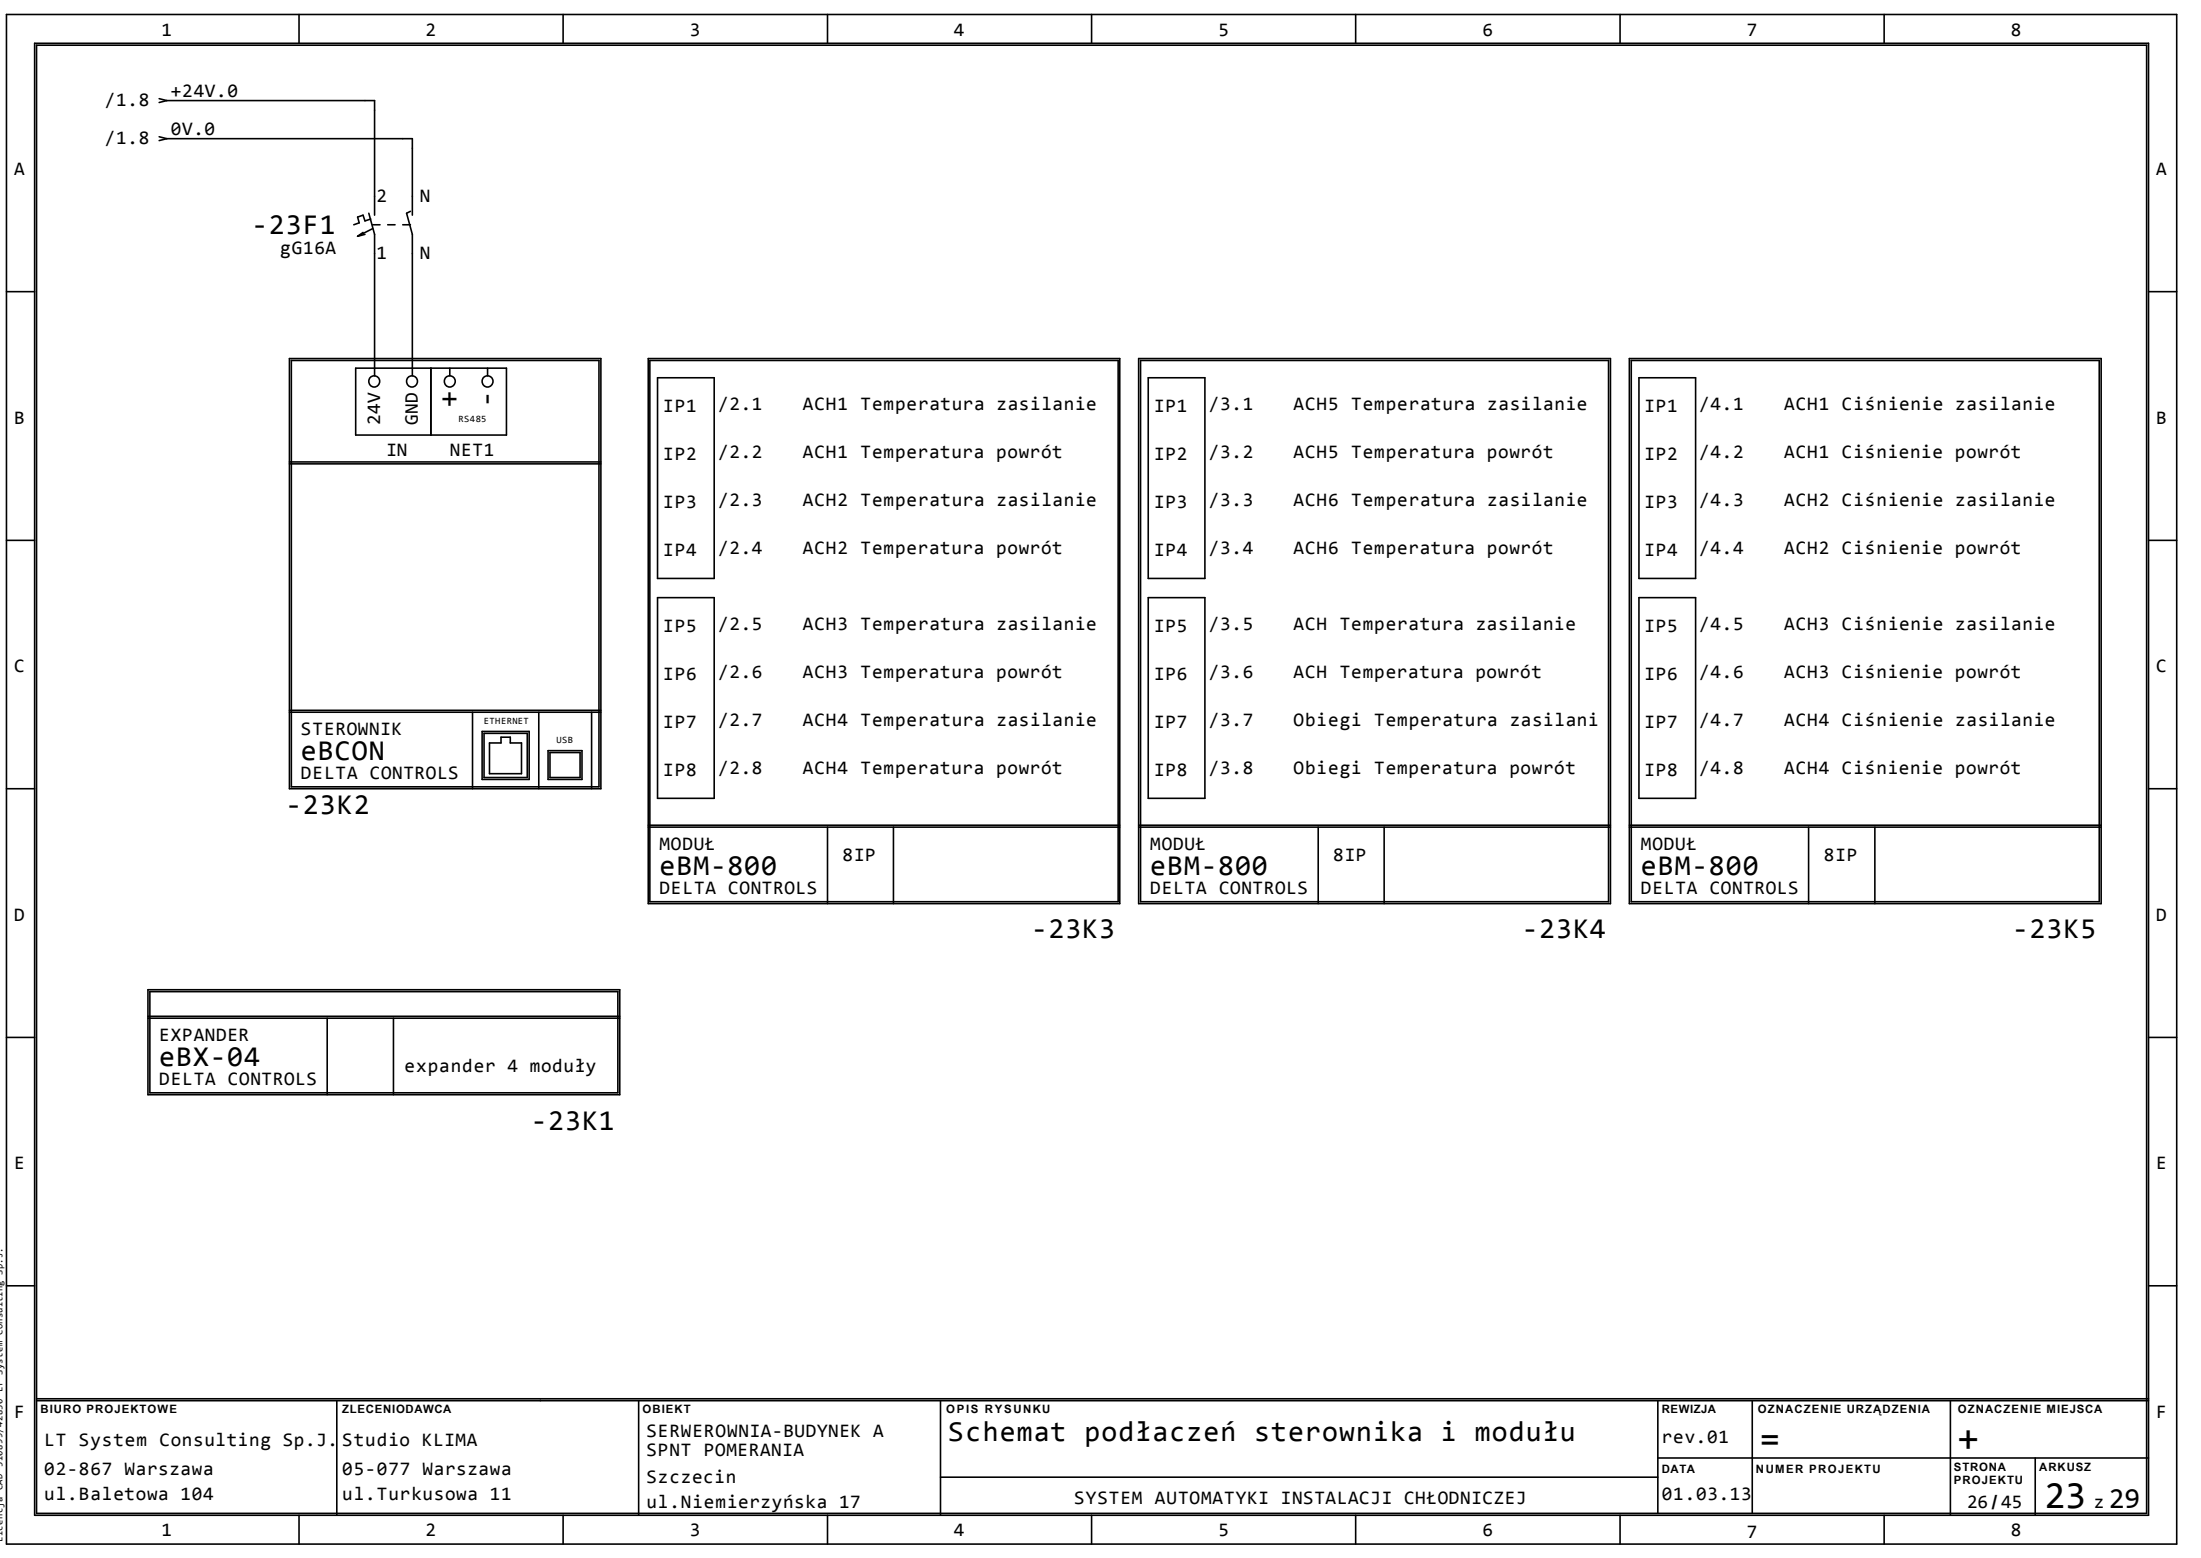 1 2 3 4 5 6 7 8
/1.8 +24V.0
/1.8 0V.0
A A
2 N
-23F1
gG16A
1 N
B B
24V GND + -
RS485
IN NET1
STEROWNIK
eBCON
DELTA CONTROLS
ETHERNET
USB
-23K2
IP1 /2.1 ACH1 Temperatura zasilanie
IP2 /2.2 ACH1 Temperatura powrót
IP3 /2.3 ACH2 Temperatura zasilanie
IP4 /2.4 ACH2 Temperatura powrót
IP5 /2.5 ACH3 Temperatura zasilanie
IP6 /2.6 ACH3 Temperatura powrót
IP7 /2.7 ACH4 Temperatura zasilanie
IP8 /2.8 ACH4 Temperatura powrót
MODUŁ
eBM-800
DELTA CONTROLS
8IP
-23K3
IP1 /3.1 ACH5 Temperatura zasilanie
IP2 /3.2 ACH5 Temperatura powrót
IP3 /3.3 ACH6 Temperatura zasilanie
IP4 /3.4 ACH6 Temperatura powrót
IP5 /3.5 ACH Temperatura zasilanie
IP6 /3.6 ACH Temperatura powrót
IP7 /3.7 Obiegi Temperatura zasilani
IP8 /3.8 Obiegi Temperatura powrót
MODUŁ
eBM-800
DELTA CONTROLS
8IP
-23K4
IP1 /4.1 ACH1 Ciśnienie zasilanie
IP2 /4.2 ACH1 Ciśnienie powrót
IP3 /4.3 ACH2 Ciśnienie zasilanie
IP4 /4.4 ACH2 Ciśnienie powrót
IP5 /4.5 ACH3 Ciśnienie zasilanie
IP6 /4.6 ACH3 Ciśnienie powrót
IP7 /4.7 ACH4 Ciśnienie zasilanie
IP8 /4.8 ACH4 Ciśnienie powrót
MODUŁ
eBM-800
DELTA CONTROLS
8IP
-23K5
C C
D D
EXPANDER
eBX-04
DELTA CONTROLS
expander 4 moduły
-23K1
E E
F F
BIURO PROJEKTOWE
LT System Consulting Sp.J.
02-867 Warszawa
ul.Baletowa 104
ZLECENIODAWCA
Studio KLIMA
05-077 Warszawa
ul.Turkusowa 11
OBIEKT
SERWEROWNIA-BUDYNEK A
SPNT POMERANIA
Szczecin
ul.Niemierzyńska 17
OPIS RYSUNKU
Schemat podłaczeń sterownika i modułu
SYSTEM AUTOMATYKI INSTALACJI CHŁODNICZEJ
REWIZJA
rev.01
DATA
01.03.13
OZNACZENIE URZĄDZENIA
=
NUMER PROJEKTU
OZNACZENIE MIEJSCA
+
STRONA
PROJEKTU
26/45
ARKUSZ
23 z 29
1 2 3 4 5 6 7 8